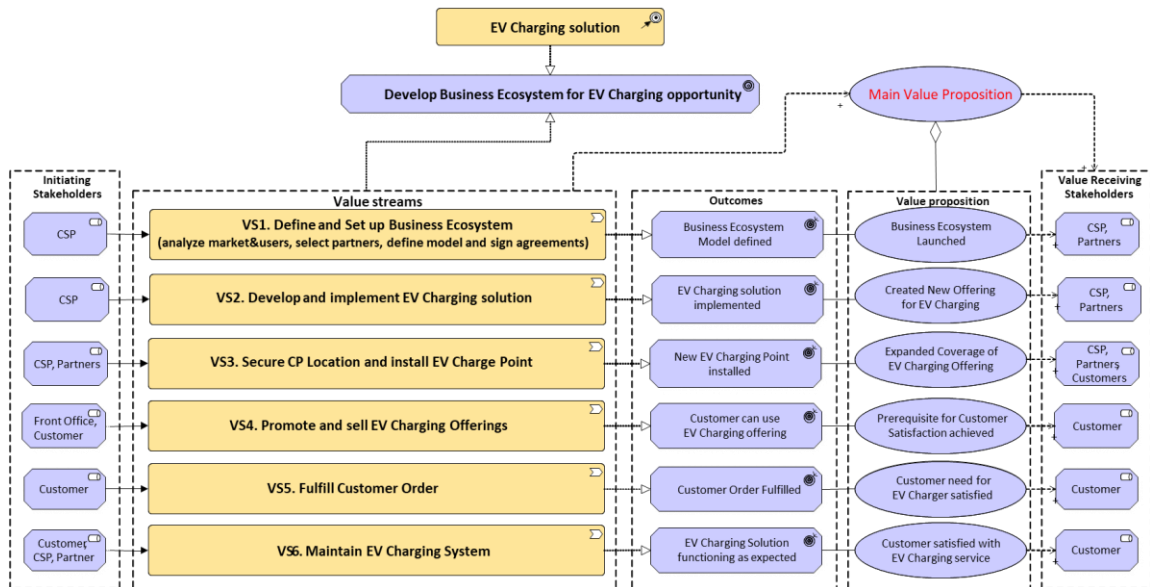 EV Charging solution
Develop Business Ecosystem for EV Charging opportunity
Main Value Proposition
+
+
Initiating
Stakeholders
Value streams
Outcomes
Value proposition
Value Receiving
Stakeholders
CSP
VS1. Define and Set up Business Ecosystem
(analyze market&users, select partners, define model and sign agreements)
Business Ecosystem
Model defined
Business Ecosystem
Launched
CSP,
Partners
+
CSP
VS2. Develop and implement EV Charging solution
EV Charging solution
implemented
Created New Offering
for EV Charging
CSP,
Partners
+
CSP, Partners
VS3. Secure CP Location and install EV Charge Point
New EV Charging Point
installed
Expanded Coverage of
EV Charging Offering
CSP,
Partners,
Customers
+
Front Office,
Customer
VS4. Promote and sell EV Charging Offerings
Customer can use
EV Charging offering
Prerequisite for Customer
Satisfaction achieved
Customer
+
Customer
VS5. Fulfill Customer Order
Customer Order Fulfilled
Customer need for
EV Charger satisfied
Customer
+
Customer,
CSP, Partner
VS6. Maintain EV Charging System
EV Charging Solution
functioning as expected
Customer satisfied with
EV Charging service
Customer
+